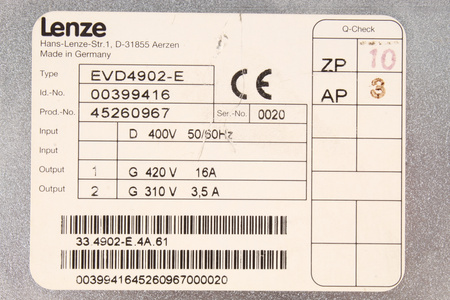 Lenze
Hans-Lenze-Str.1, D-31855 Aerzen
Made in Germany
Q-Check
Type EVD4902-E
CE
ZP 10
Id.-No. 00399416
AP 3
Prod.-No. 45260967 Ser.-No. 0020
Input D 400V 50/60Hz
Input
Output 1 G 420 V 16A
Output 2 G 310 V 3,5 A
33 4902-E.4A.61
0039941645260967000020